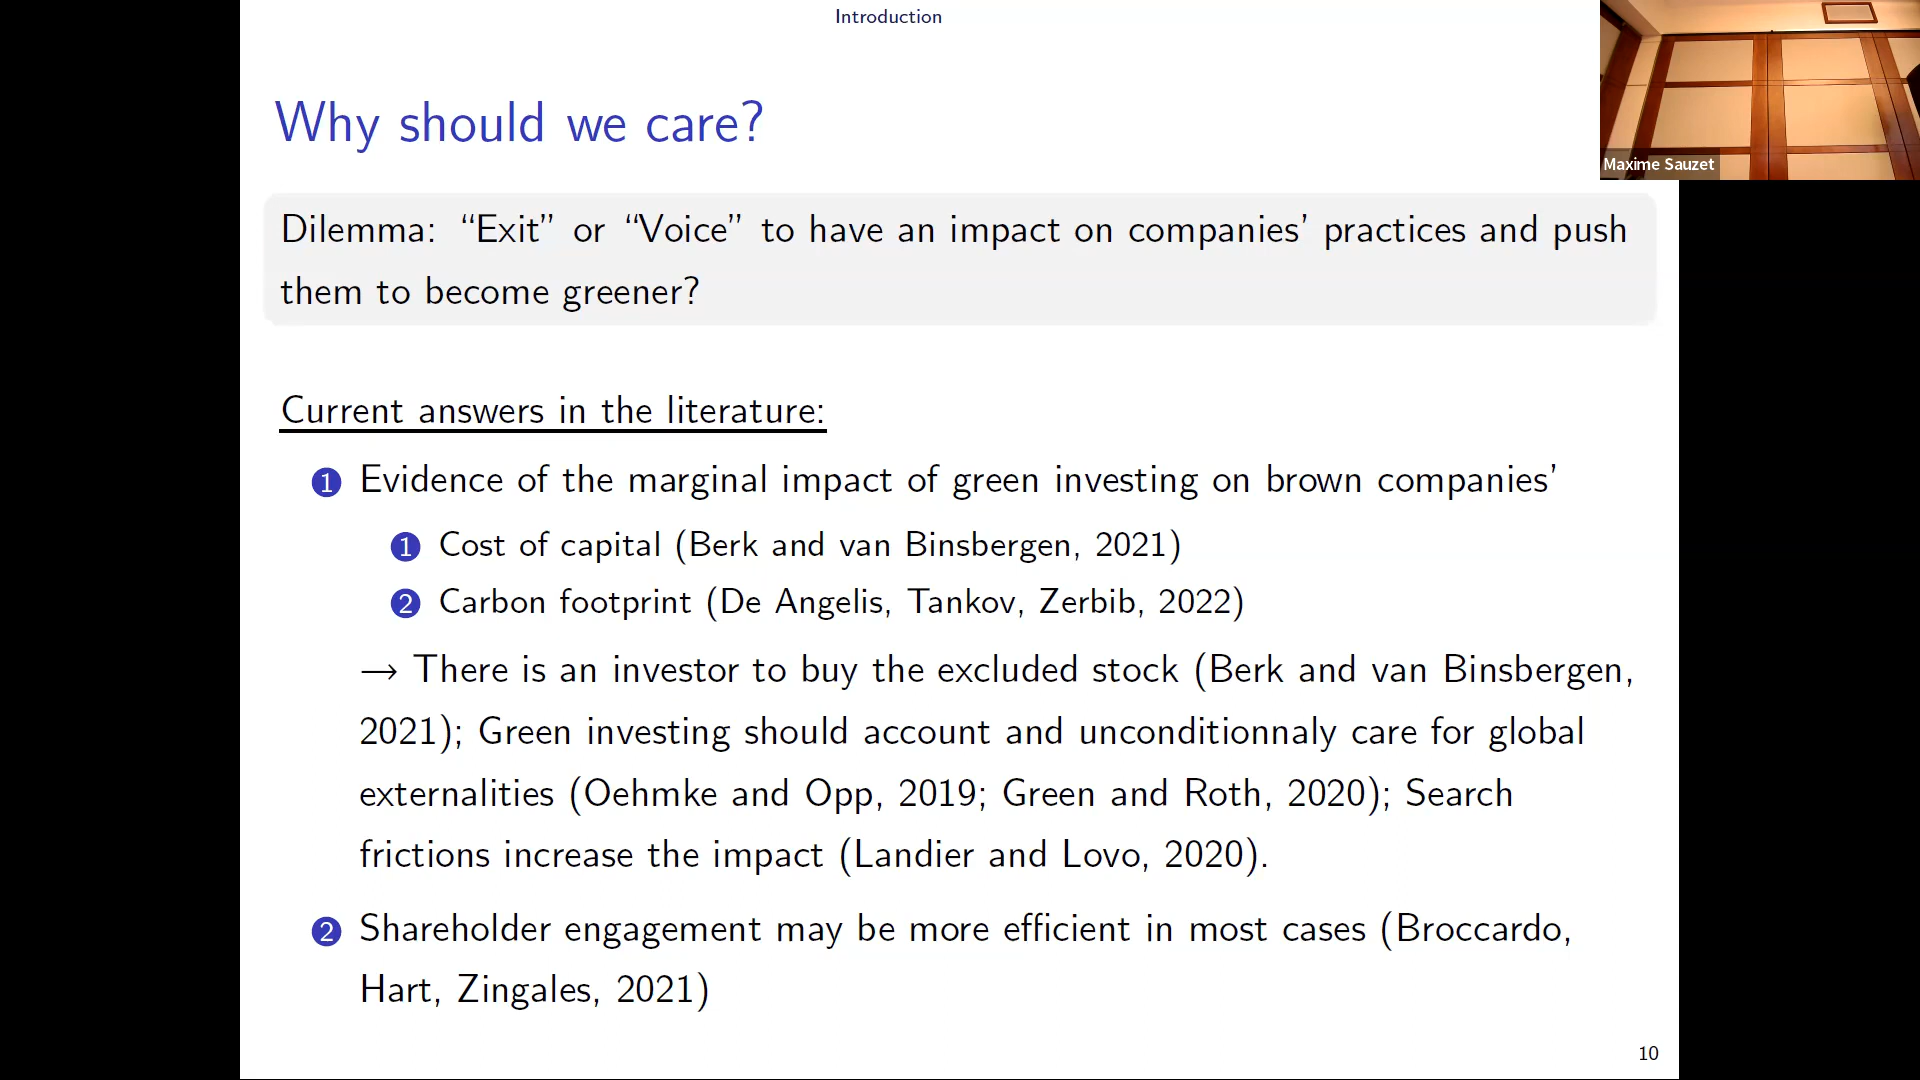 Introduction
Maxime Sauzet
Why should we care?
Dilemma: “Exit” or “Voice” to have an impact on companies’ practices and push
them to become greener?
Current answers in the literature:
1 Evidence of the marginal impact of green investing on brown companies’
1 Cost of capital (Berk and van Binsbergen, 2021)
2 Carbon footprint (De Angelis, Tankov, Zerbib, 2022)
→ There is an investor to buy the excluded stock (Berk and van Binsbergen,
2021); Green investing should account and unconditionnaly care for global
externalities (Oehmke and Opp, 2019; Green and Roth, 2020); Search
frictions increase the impact (Landier and Lovo, 2020).
2 Shareholder engagement may be more efficient in most cases (Broccardo,
Hart, Zingales, 2021)
10